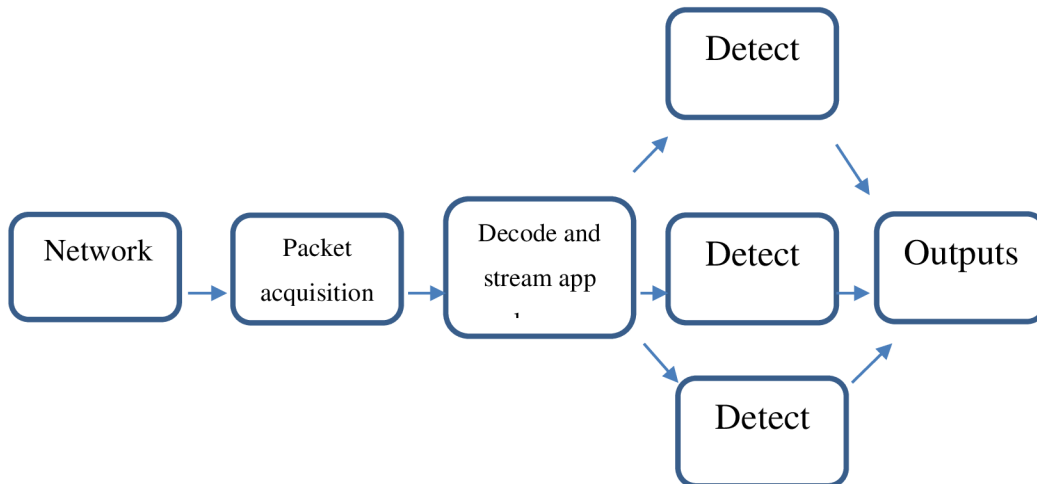 Detect
Network
Packet
acquisition
Decode and
stream app
Detect
Outputs
Detect